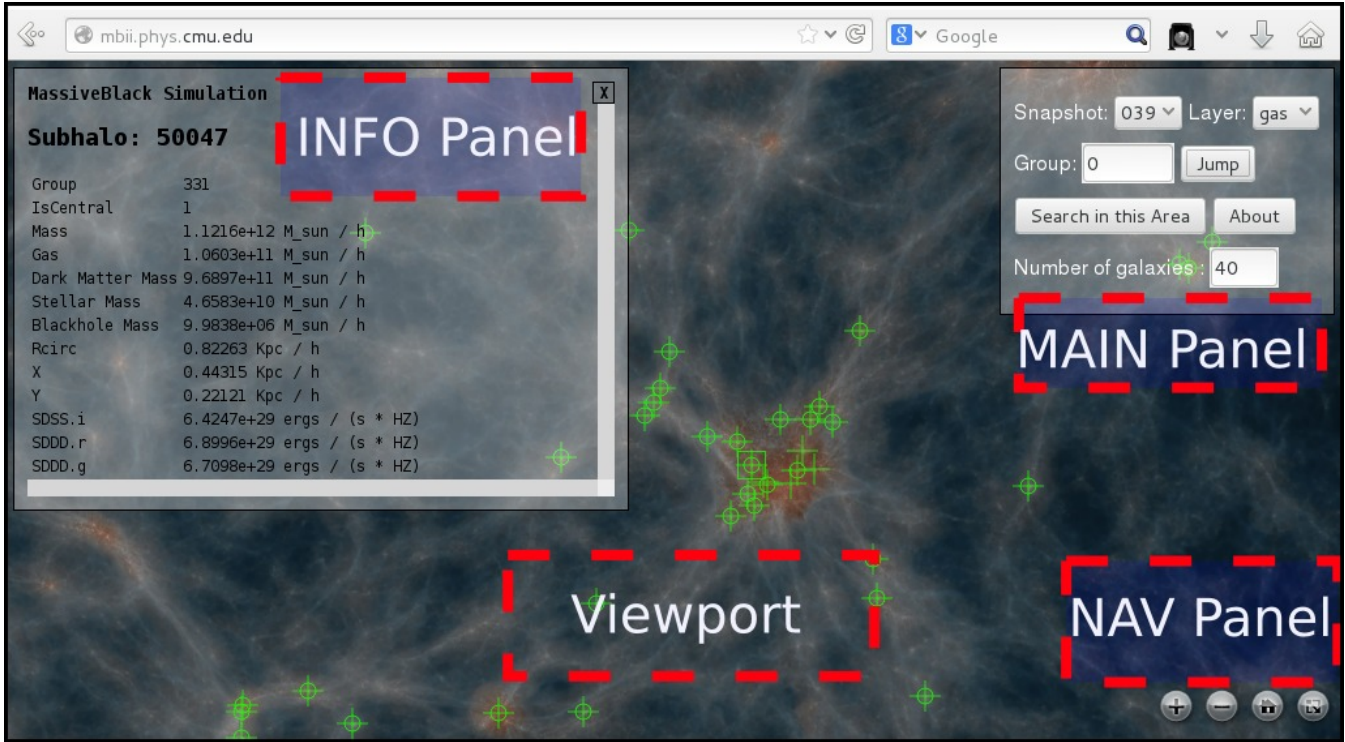 mbii.phys.cmu.edu
8 Google
MassiveBlack Simulation X
Subhalo: 50047
INFO Panel
Group 331
IsCentral 1
Mass 1.1216e+12 M_sun / h
Gas 1.0603e+11 M_sun / h
Dark Matter Mass 9.6897e+11 M_sun / h
Stellar Mass 4.6583e+10 M_sun / h
Blackhole Mass 9.9838e+06 M_sun / h
Rcirc 0.82263 Kpc / h
X 0.44315 Kpc / h
Y 0.22121 Kpc / h
SDSS.i 6.4247e+29 ergs / (s * HZ)
SDDD.r 6.8996e+29 ergs / (s * HZ)
SDDD.g 6.7098e+29 ergs / (s * HZ)
Snapshot: 039 Layer: gas
Group: 0 Jump
Search in this Area About
Number of galaxies : 40
MAIN Panel
Viewport
NAV Panel